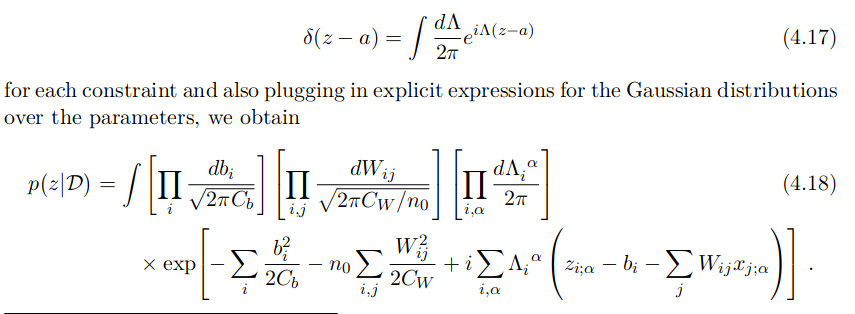 δ(z − a) = ∫ dΛ/2π e^{iΛ(z−a)} (4.17)
for each constraint and also plugging in explicit expressions for the Gaussian distributions
over the parameters, we obtain
p(z|𝒟) = ∫ [∏_i db_i/√(2πC_b)] [∏_{i,j} dW_{ij}/√(2πC_W/n_0)] [∏_{i,α} dΛ_i^α/2π] (4.18)
× exp[−∑_i b_i^2/2C_b − n_0 ∑_{i,j} W_{ij}^2/2C_W + i ∑_{i,α} Λ_i^α (z_{i;α} − b_i − ∑_j W_{ij}x_{j;α})] .